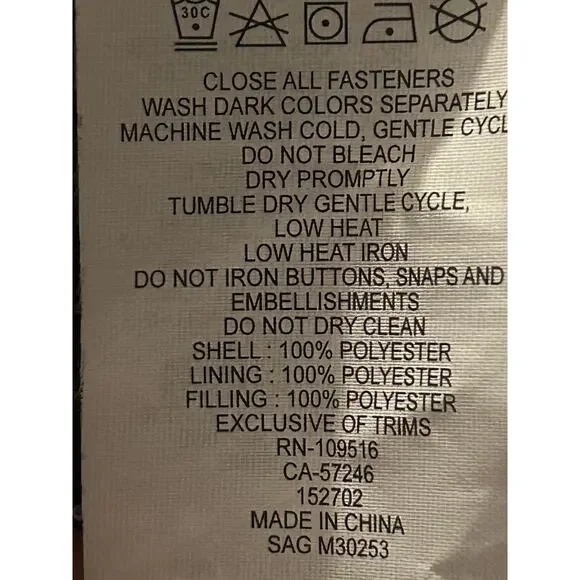 30C
CLOSE ALL FASTENERS
WASH DARK COLORS SEPARATELY
MACHINE WASH COLD, GENTLE CYCL
DO NOT BLEACH
DRY PROMPTLY
TUMBLE DRY GENTLE CYCLE,
LOW HEAT
LOW HEAT IRON
DO NOT IRON BUTTONS, SNAPS AND
EMBELLISHMENTS
DO NOT DRY CLEAN
SHELL : 100% POLYESTER
LINING : 100% POLYESTER
FILLING : 100% POLYESTER
EXCLUSIVE OF TRIMS
RN-109516
CA-57246
152702
MADE IN CHINA
SAG M30253